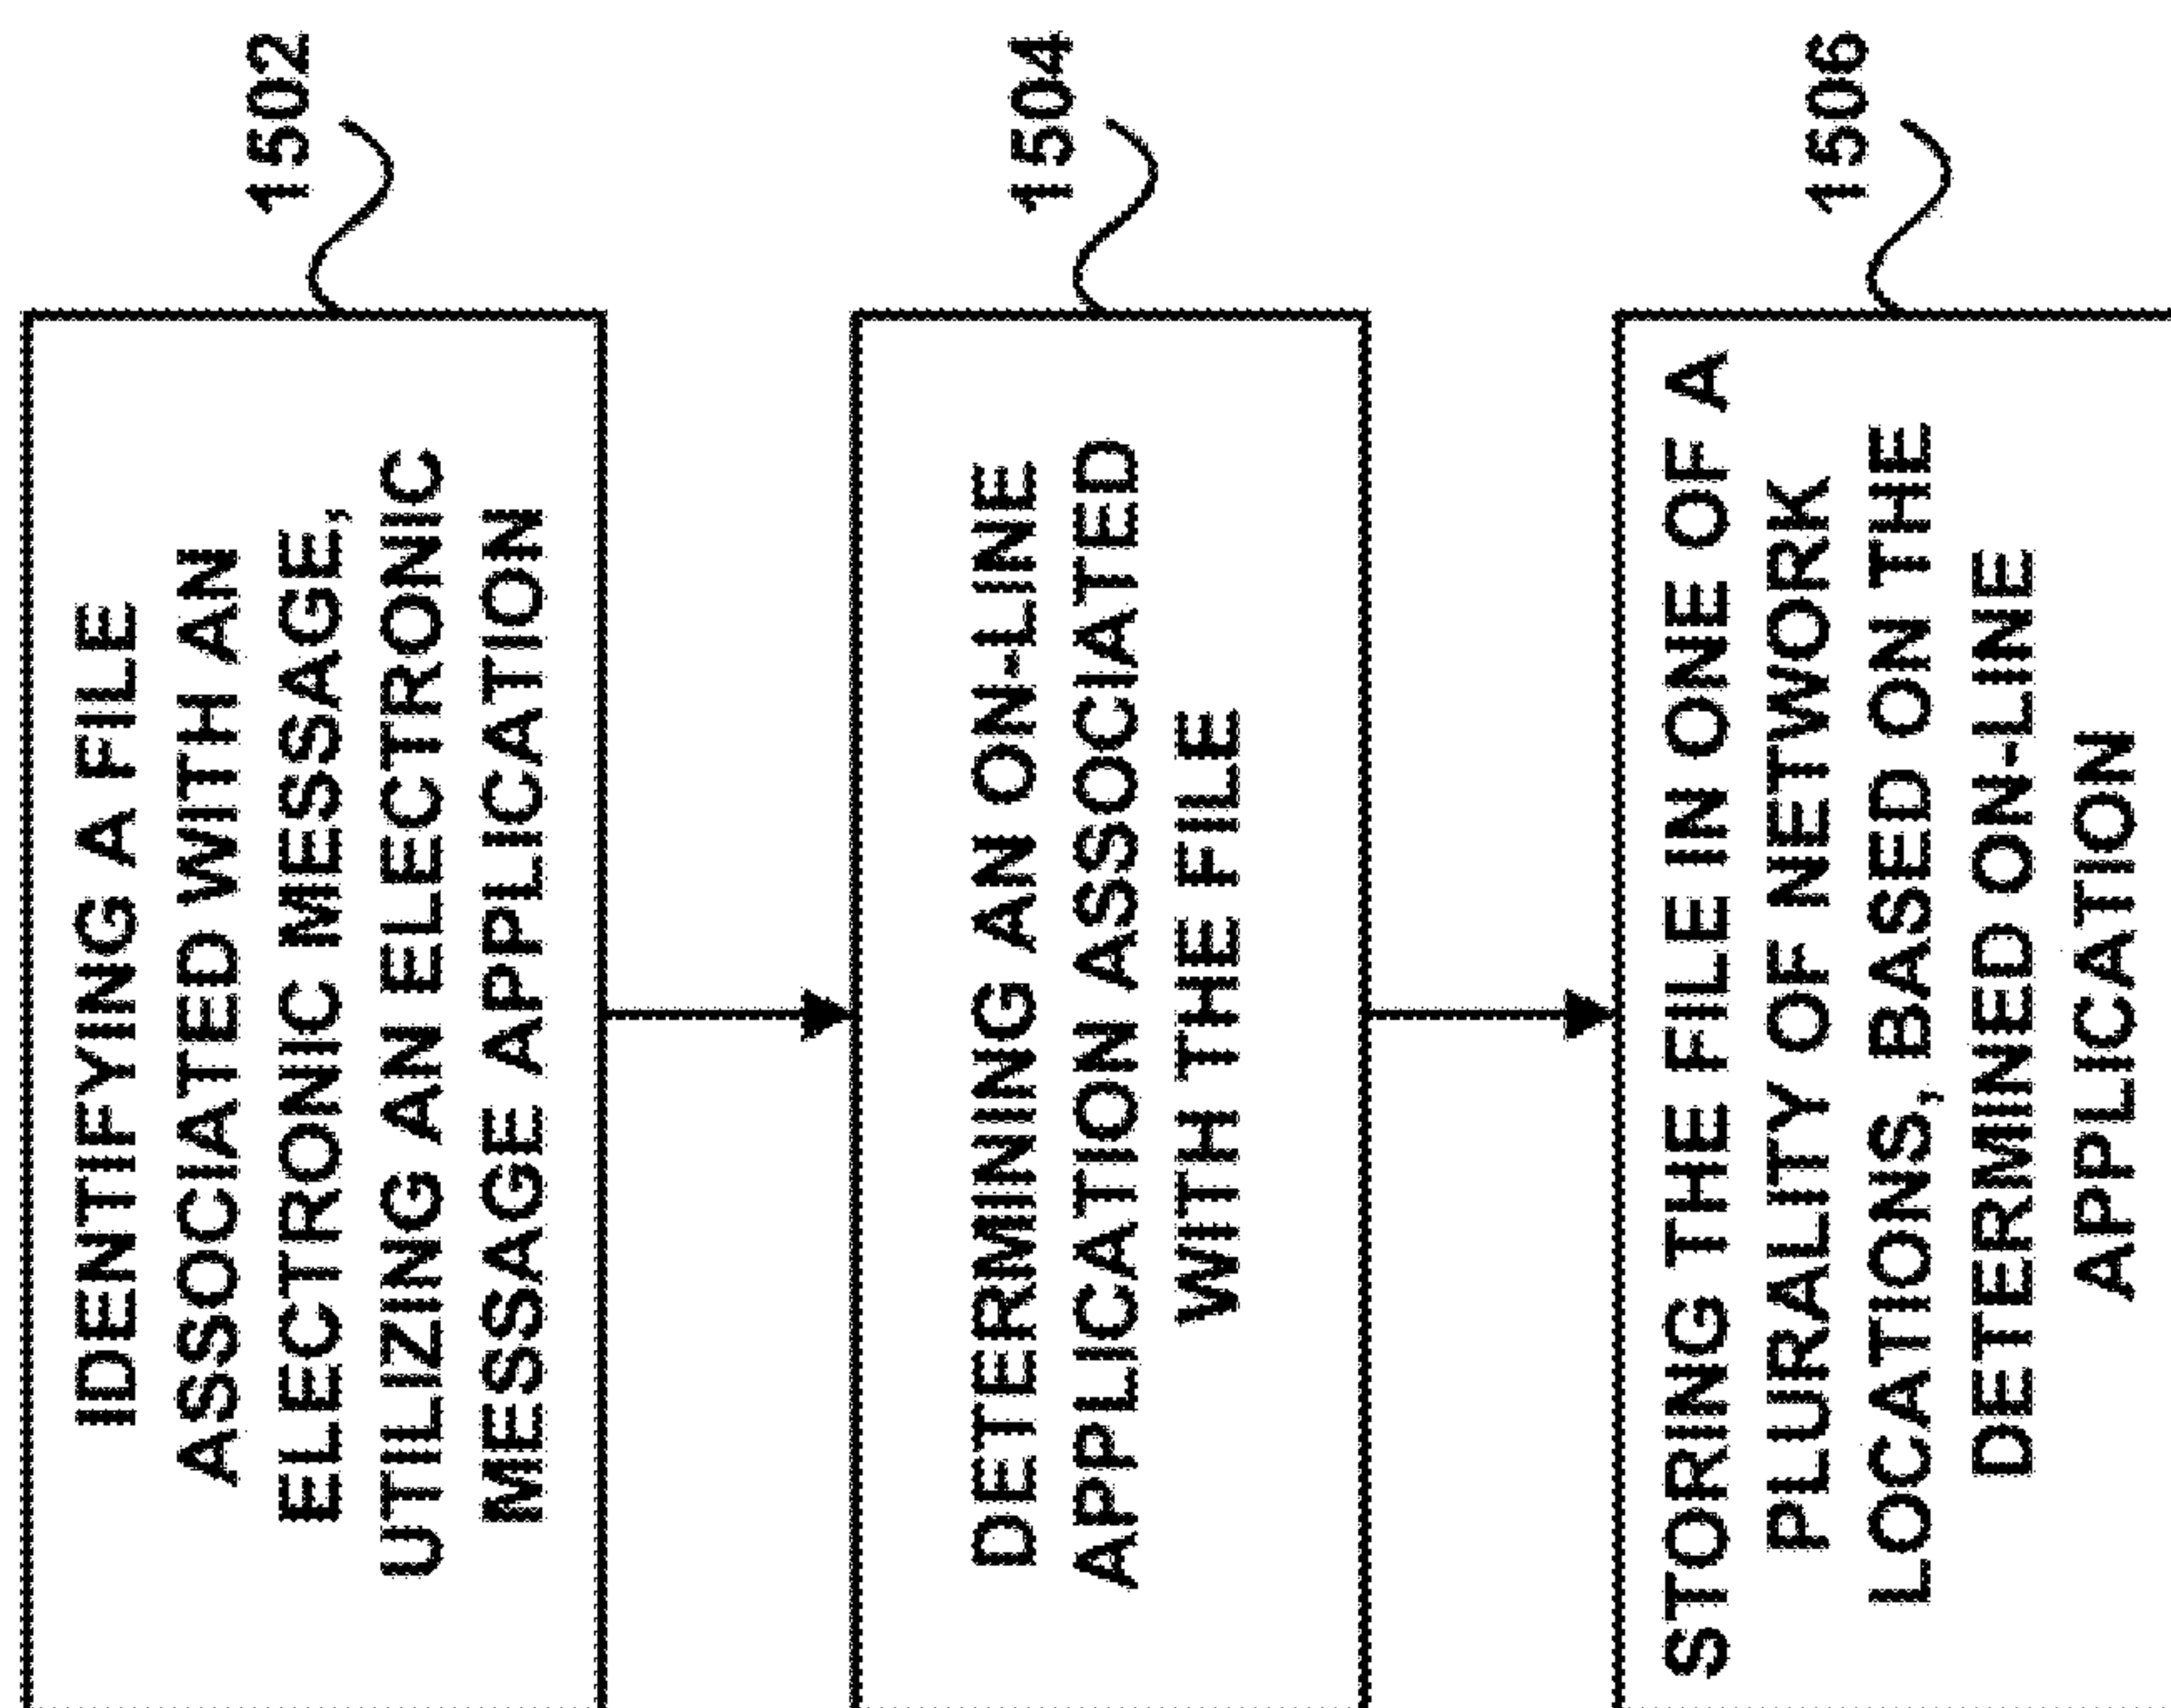 IDENTIFYING A FILE
ASSOCIATED WITH AN
ELECTRONIC MESSAGE,
UTILIZING AN ELECTRONIC
MESSAGE APPLICATION
1502
DETERMINING AN ON-LINE
APPLICATION ASSOCIATED
WITH THE FILE
1504
STORING THE FILE IN ONE OF A
PLURALITY OF NETWORK
LOCATIONS, BASED ON THE
DETERMINED ON-LINE
APPLICATION
1506